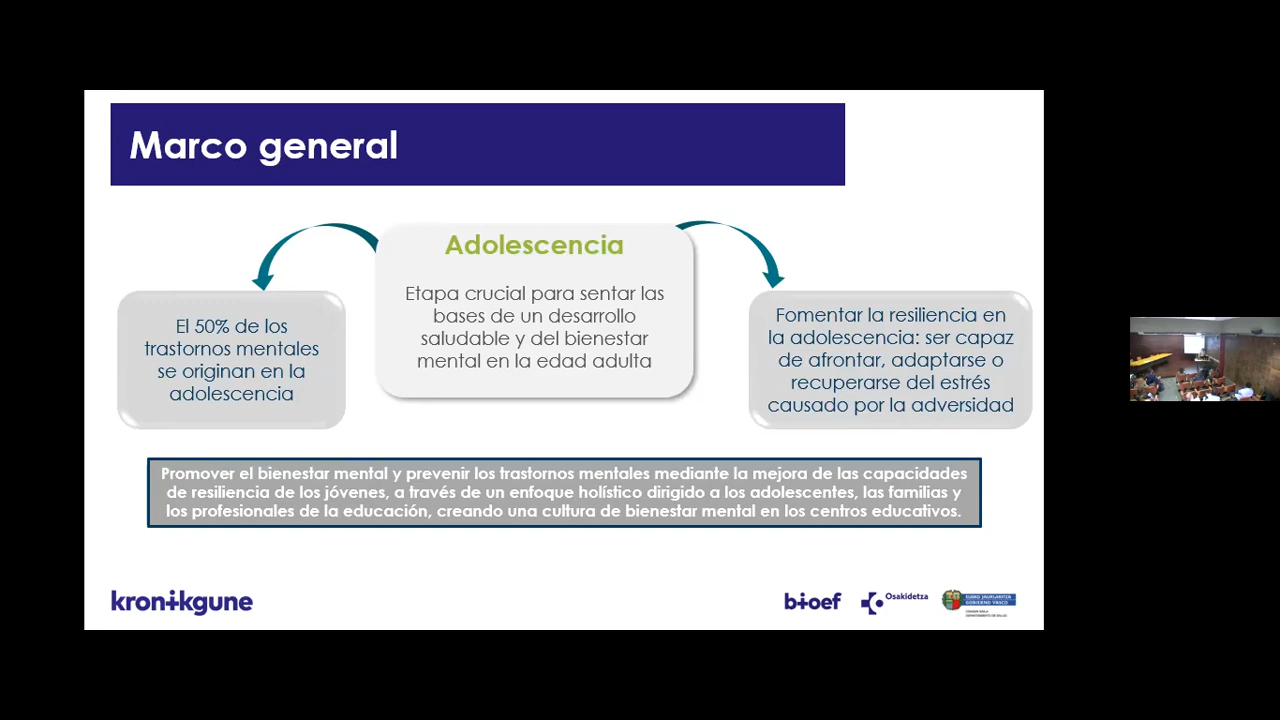 Marco general
Adolescencia
Etapa crucial para sentar las
bases de un desarrollo
saludable y del bienestar
mental en la edad adulta
El 50% de los
trastornos mentales
se originan en la
adolescencia
Fomentar la resiliencia en
la adolescencia: ser capaz
de afrontar, adaptarse o
recuperarse del estrés
causado por la adversidad
Promover el bienestar mental y prevenir los trastornos mentales mediante la mejora de las capacidades
de resiliencia de los jóvenes, a través de un enfoque holístico dirigido a los adolescentes, las familias y
los profesionales de la educación, creando una cultura de bienestar mental en los centros educativos.
kronikgune
bioef
Osakidetza
EUSKO JAURLARITZA
GOBIERNO VASCO
DEPARTAMENTO DE SALUD